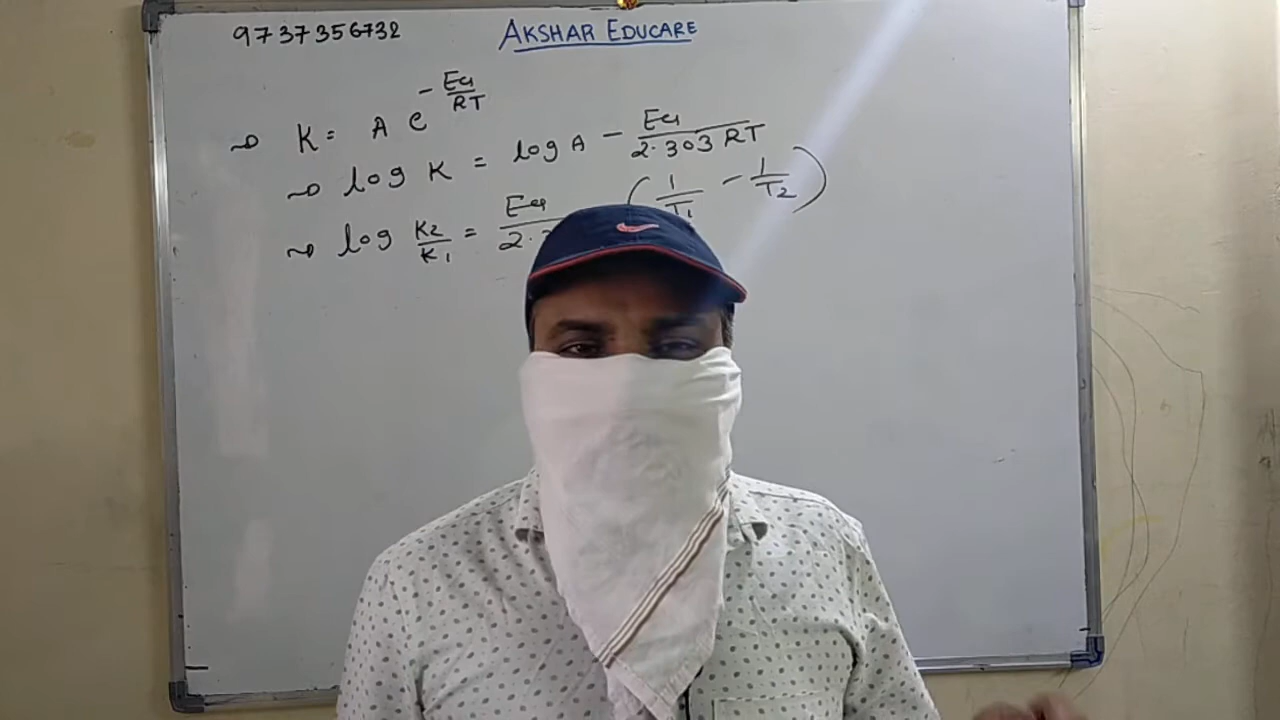 9737356732
AKSHAR EDUCARE
K = A e^{-Ea/RT}
log K = log A - Ea/2.303 RT
log K2/K1 = Ea/2. (1/T1 - 1/T2)